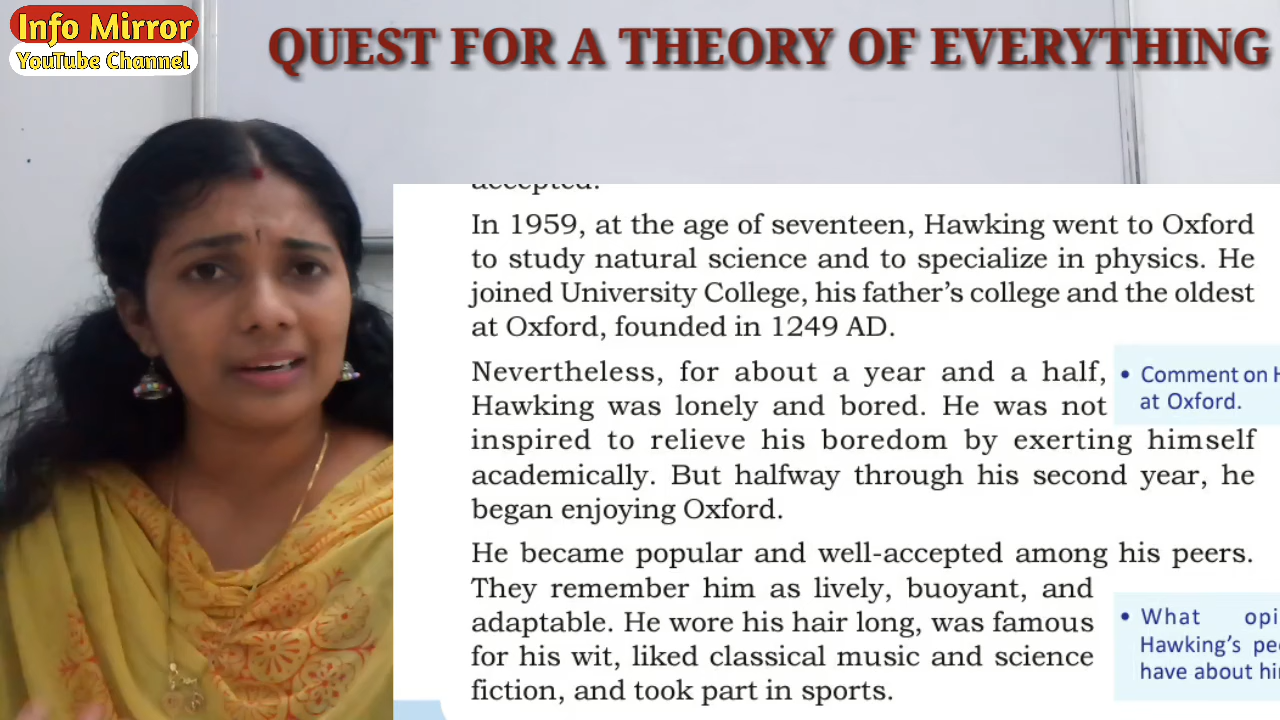 Info Mirror
YouTube Channel
QUEST FOR A THEORY OF EVERYTHING
accepted.
In 1959, at the age of seventeen, Hawking went to Oxford
to study natural science and to specialize in physics. He
joined University College, his father's college and the oldest
at Oxford, founded in 1249 AD.
Nevertheless, for about a year and a half,
Hawking was lonely and bored. He was not
inspired to relieve his boredom by exerting himself
academically. But halfway through his second year, he
began enjoying Oxford.
• Comment on H
at Oxford.
He became popular and well-accepted among his peers.
They remember him as lively, buoyant, and
adaptable. He wore his hair long, was famous
for his wit, liked classical music and science
fiction, and took part in sports.
• What opi
Hawking's pe
have about hi